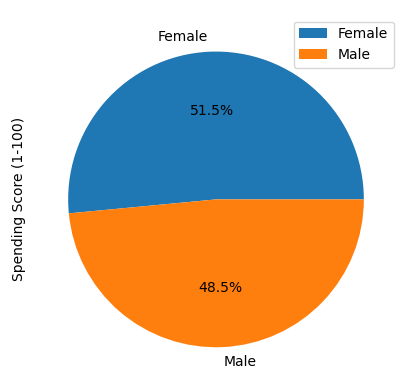 Female
Female
Male
51.5%
Spending Score (1-100)
48.5%
Male